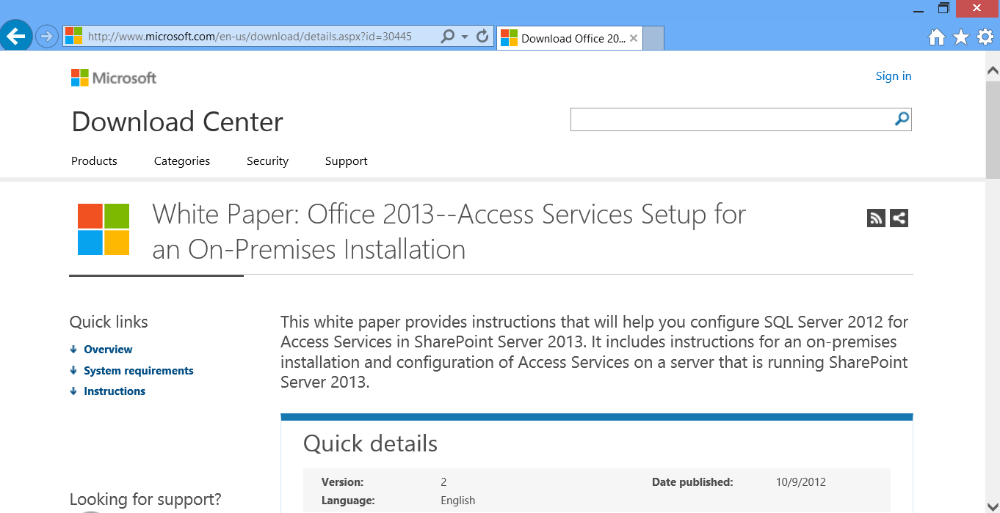 http://www.microsoft.com/en-us/download/details.aspx?id=30445
Download Office 20...
Microsoft
Sign in
Download Center
Products
Categories
Security
Support
White Paper: Office 2013--Access Services Setup for
an On-Premises Installation
Quick links
Overview
System requirements
Instructions
This white paper provides instructions that will help you configure SQL Server 2012 for
Access Services in SharePoint Server 2013. It includes instructions for an on-premises
installation and configuration of Access Services on a server that is running SharePoint
Server 2013.
Quick details
Version: 2 Date published: 10/9/2012
Language: English
Looking for support?